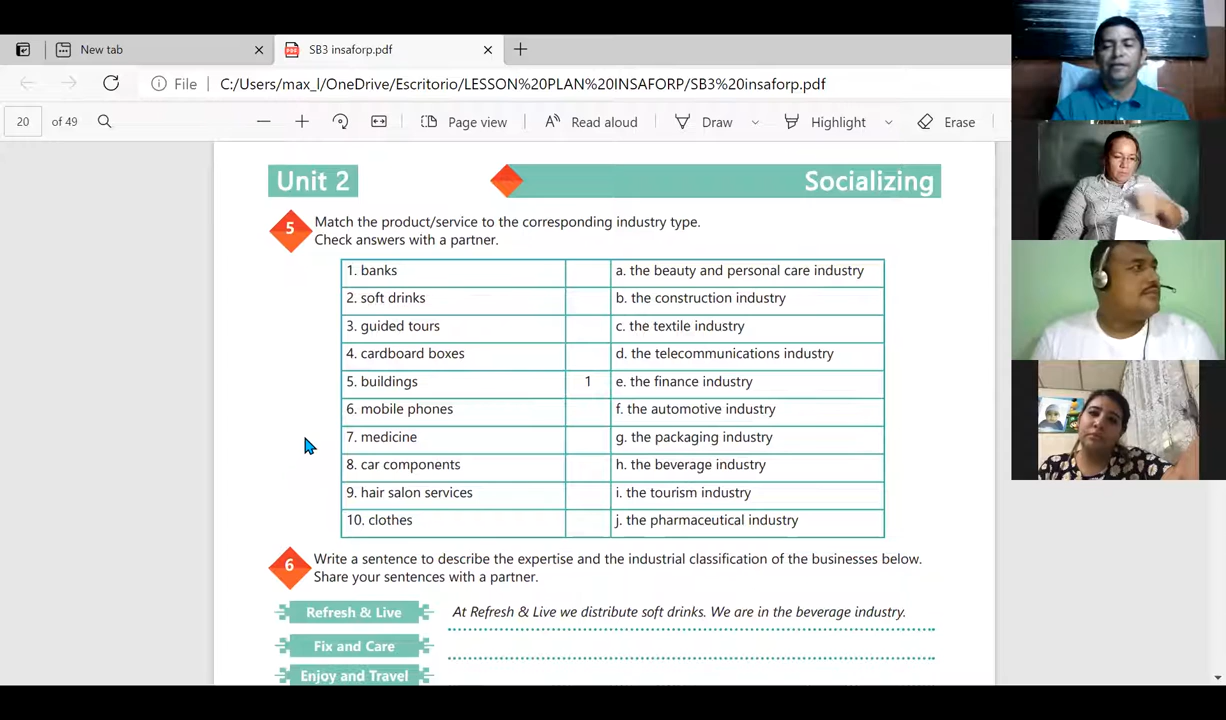 New tab
SB3 insaforp.pdf
File
C:/Users/max_l/OneDrive/Escritorio/LESSON%20PLAN%20INSAFORP/SB3%20insaforp.pdf
20 of 49
Page view
Read aloud
Draw
Highlight
Erase
Unit 2
Socializing
5
Match the product/service to the corresponding industry type.
Check answers with a partner.
1. banks a. the beauty and personal care industry
2. soft drinks b. the construction industry
3. guided tours c. the textile industry
4. cardboard boxes d. the telecommunications industry
5. buildings 1 e. the finance industry
6. mobile phones f. the automotive industry
7. medicine g. the packaging industry
8. car components h. the beverage industry
9. hair salon services i. the tourism industry
10. clothes j. the pharmaceutical industry
6
Write a sentence to describe the expertise and the industrial classification of the businesses below.
Share your sentences with a partner.
Refresh & Live At Refresh & Live we distribute soft drinks. We are in the beverage industry.
Fix and Care
Enjoy and Travel